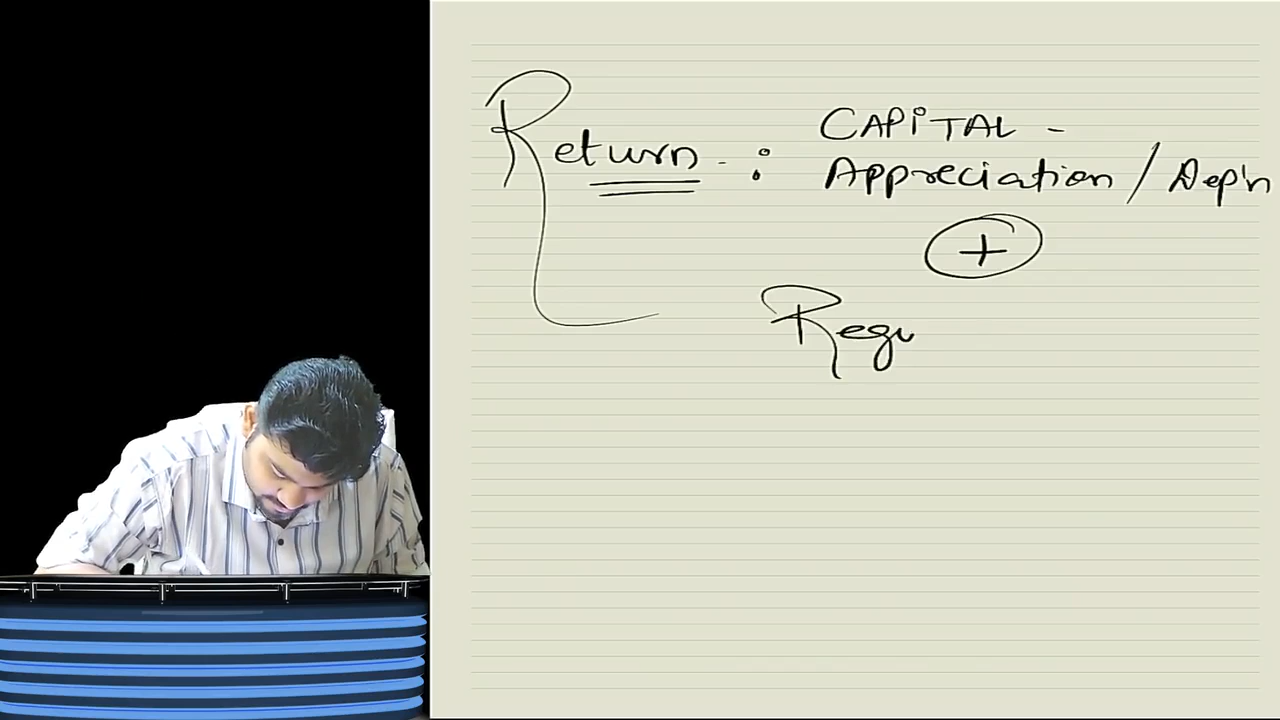 Return : CAPITAL -
Appreciation / Dep'n
+
Regu